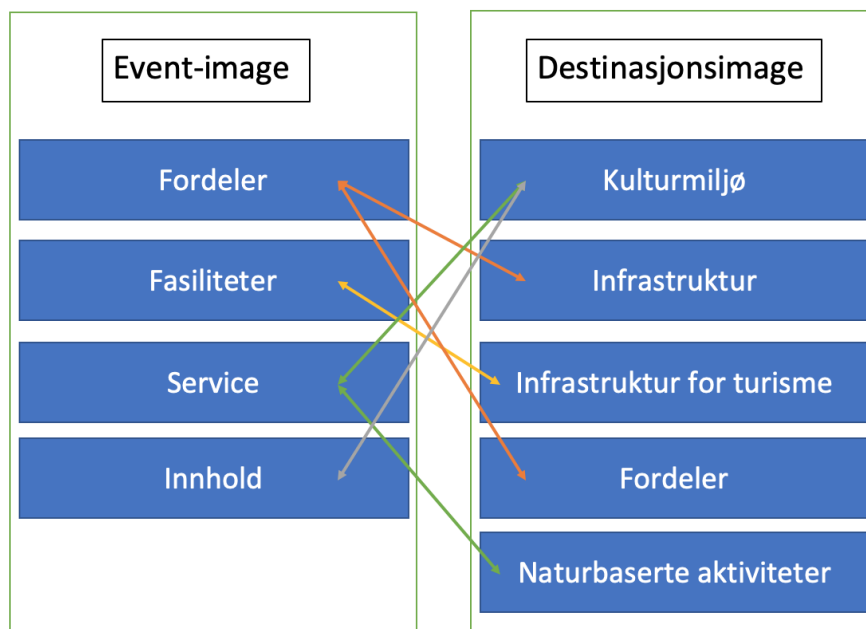 Event-image
Fordeler
Fasiliteter
Service
Innhold
Destinasjonsimage
Kulturmiljø
Infrastruktur
Infrastruktur for turisme
Fordeler
Naturbaserte aktiviteter